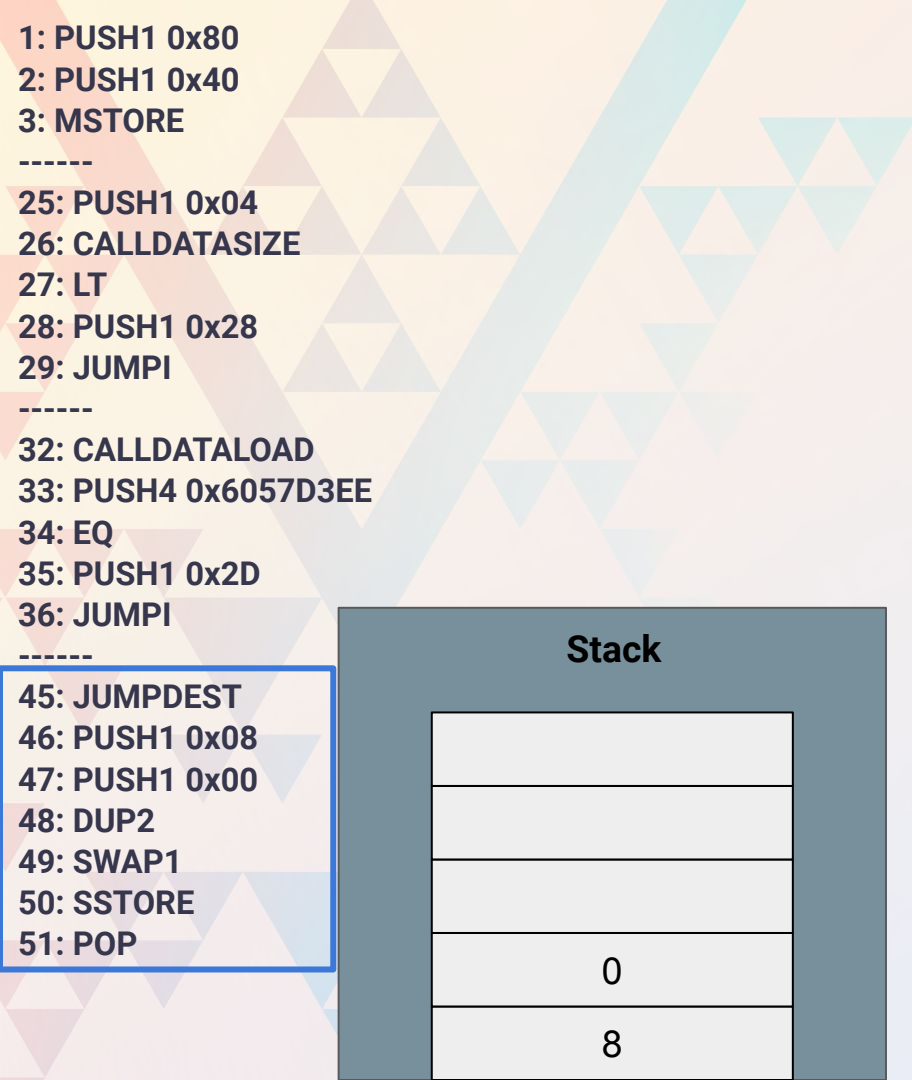 1: PUSH1 0x80
2: PUSH1 0x40
3: MSTORE
------
25: PUSH1 0x04
26: CALLDATASIZE
27: LT
28: PUSH1 0x28
29: JUMPI
------
32: CALLDATALOAD
33: PUSH4 0x6057D3EE
34: EQ
35: PUSH1 0x2D
36: JUMPI
------
45: JUMPDEST
46: PUSH1 0x08
47: PUSH1 0x00
48: DUP2
49: SWAP1
50: SSTORE
51: POP
Stack
0
8